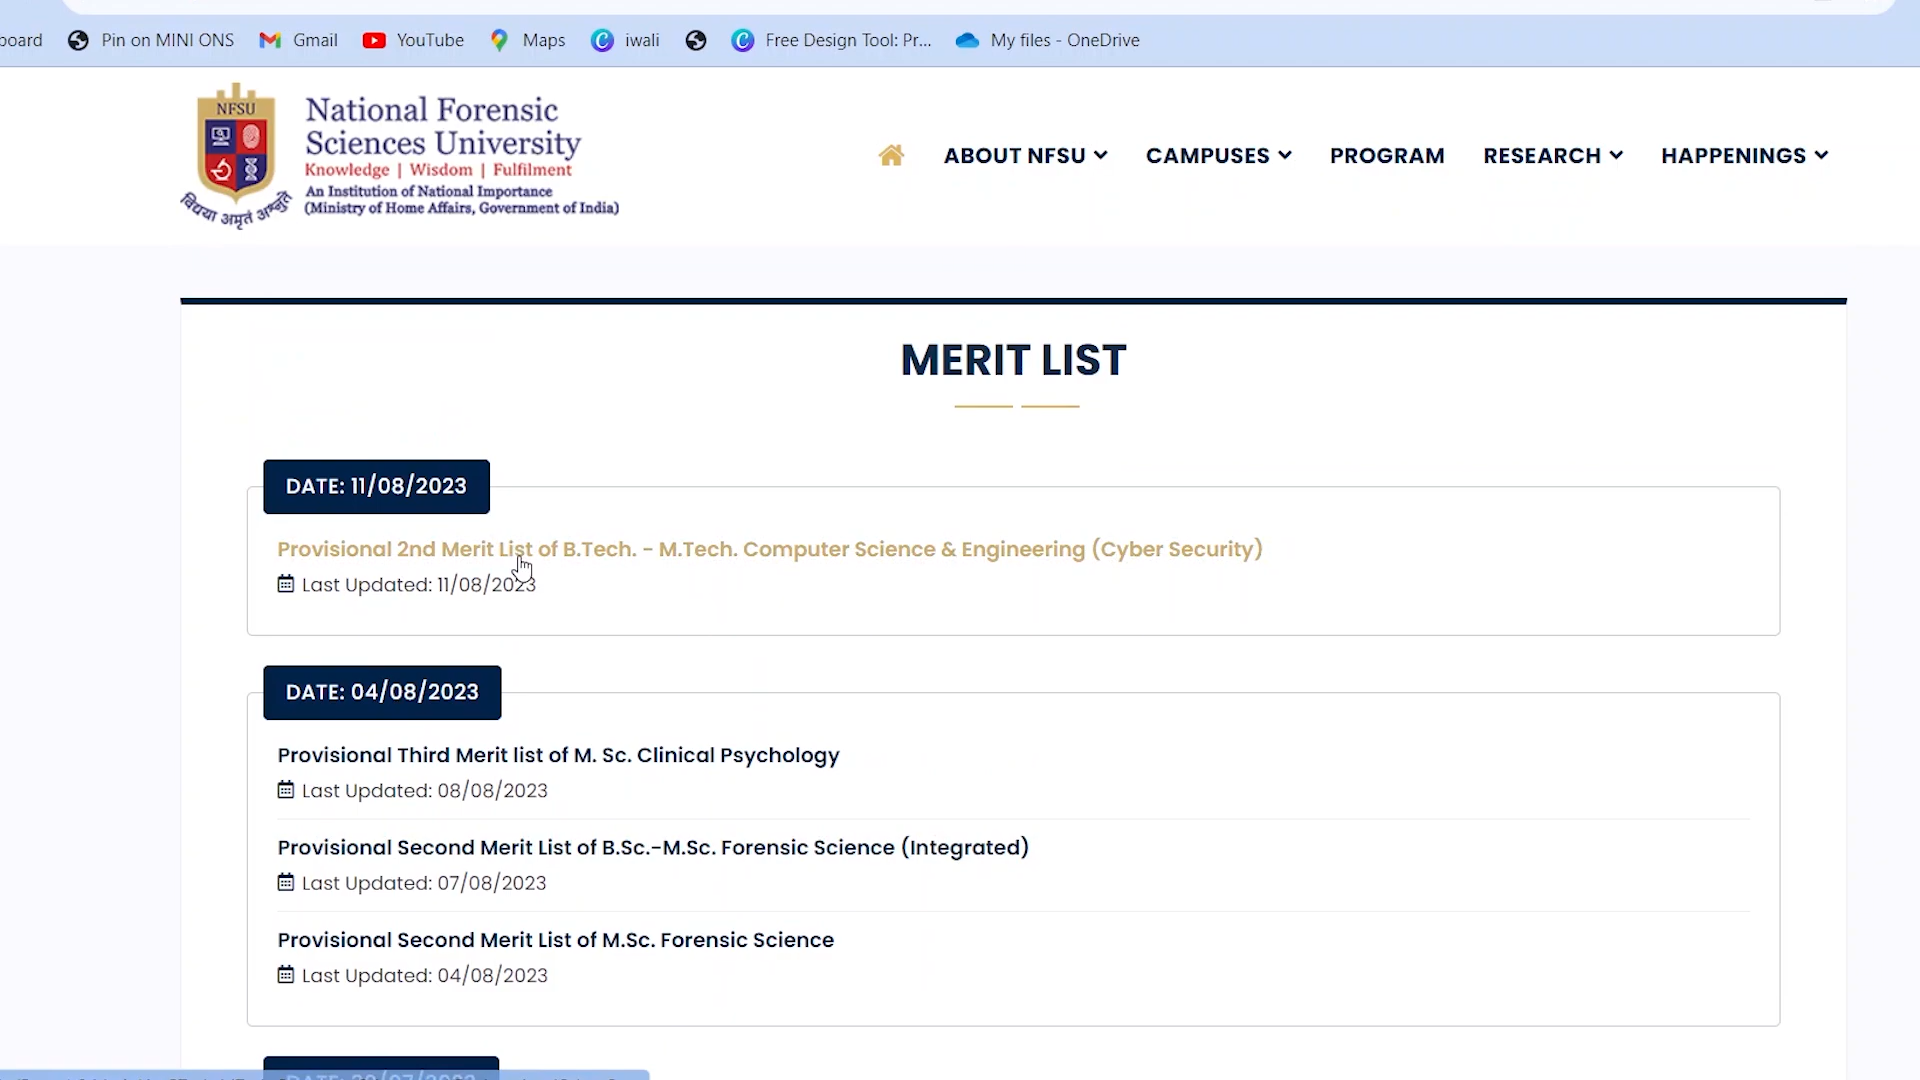 board Pin on MINI ONS Gmail YouTube Maps iwali Free Design Tool: Pr... My files - OneDrive
NFSU
विद्यया अमृतं अश्नुते
National Forensic
Sciences University
Knowledge | Wisdom | Fulfilment
An Institution of National Importance
(Ministry of Home Affairs, Government of India)
ABOUT NFSU CAMPUSES PROGRAM RESEARCH HAPPENINGS
MERIT LIST
DATE: 11/08/2023
Provisional 2nd Merit List of B.Tech. - M.Tech. Computer Science & Engineering (Cyber Security)
Last Updated: 11/08/2023
DATE: 04/08/2023
Provisional Third Merit list of M. Sc. Clinical Psychology
Last Updated: 08/08/2023
Provisional Second Merit List of B.Sc.-M.Sc. Forensic Science (Integrated)
Last Updated: 07/08/2023
Provisional Second Merit List of M.Sc. Forensic Science
Last Updated: 04/08/2023